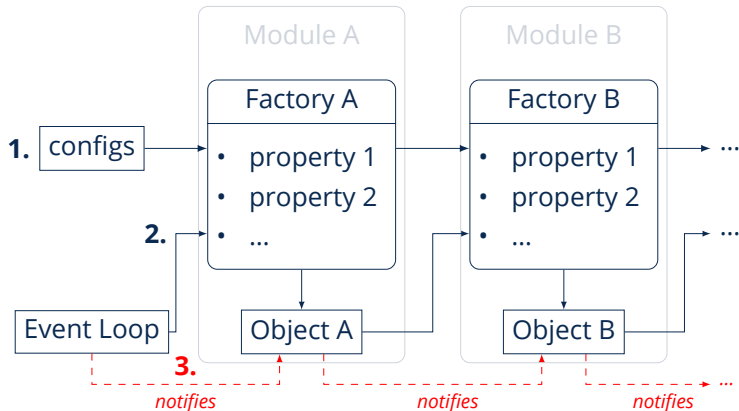 Module A
Module B
Factory A
Factory B
1. configs
• property 1
• property 1
...
• property 2
• property 2
2.
• ...
• ...
...
Event Loop
Object A
Object B
3.
...
notifies
notifies
notifies